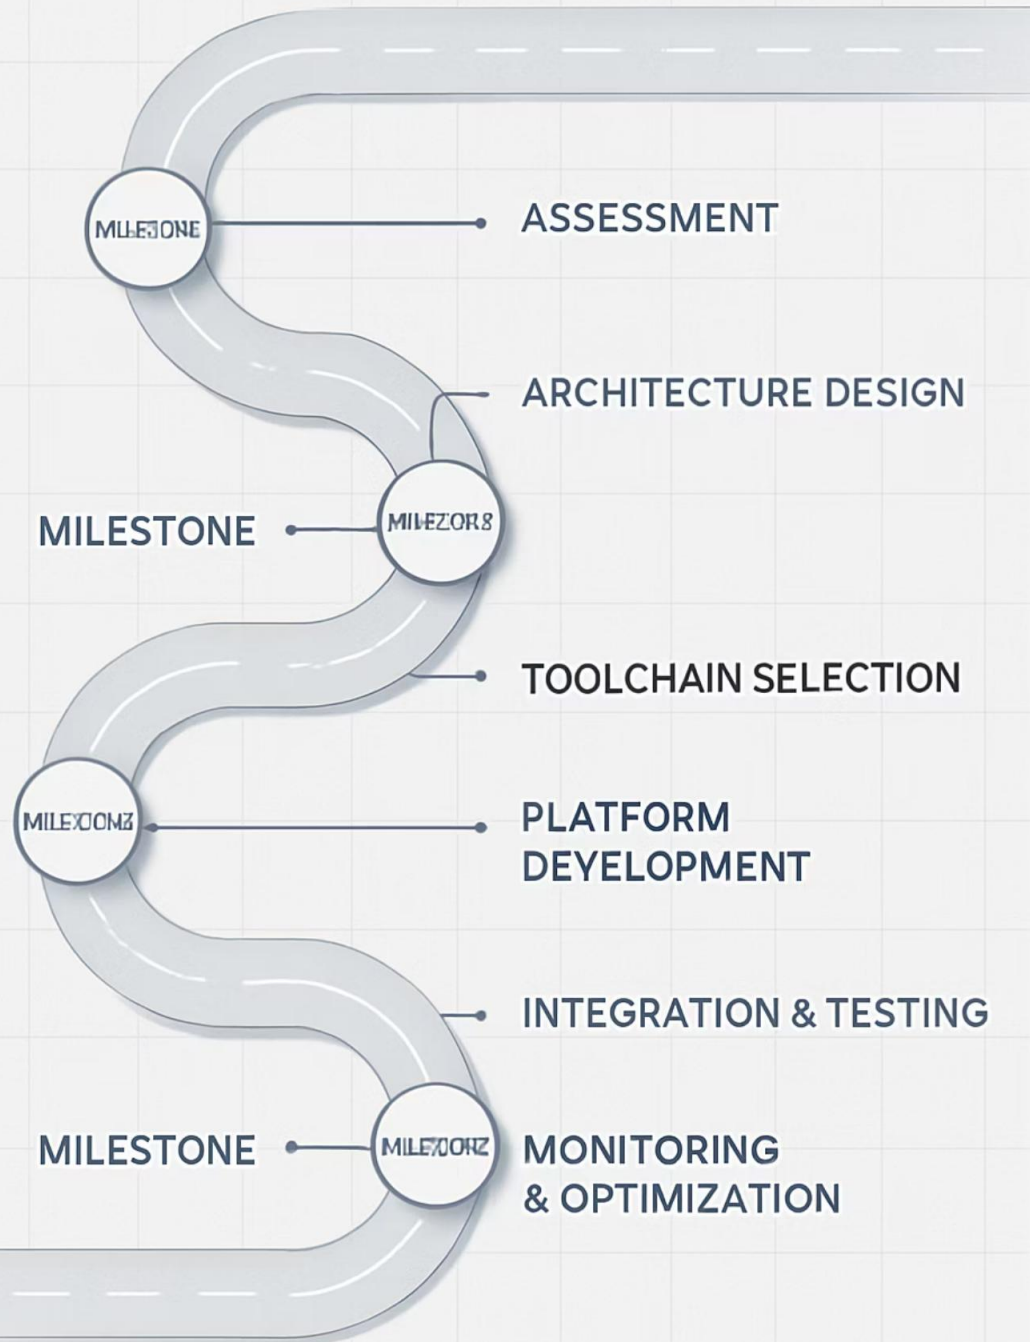 ASSESSMENT
ARCHITECTURE DESIGN
MILESTONE
TOOLCHAIN SELECTION
PLATFORM
DEYELOPMENT
INTEGRATION & TESTING
MILESTONE
MONITORING
& OPTIMIZATION